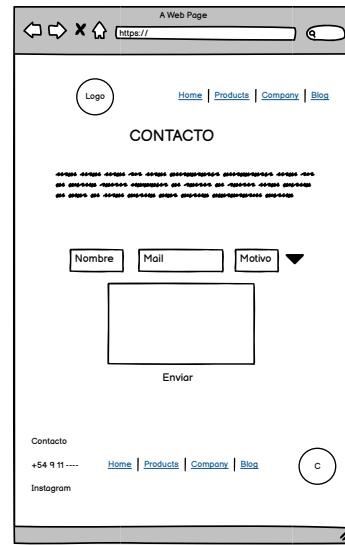 A Web Page
https://
Logo
Home | Products | Company | Blog
CONTACTO
Nombre
Mail
Motivo
Enviar
Contacto
+54 9 11 ----
Home | Products | Company | Blog
C
Instagram